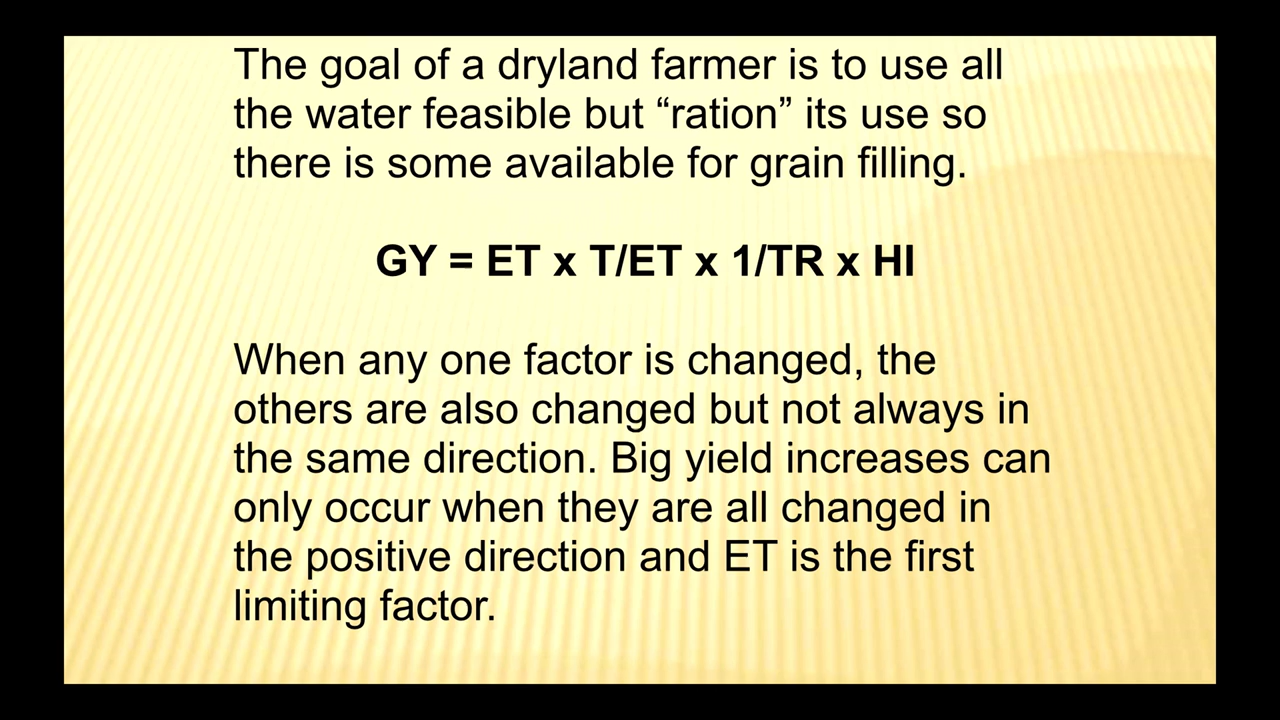 The goal of a dryland farmer is to use all
the water feasible but “ration” its use so
there is some available for grain filling.
GY = ET x T/ET x 1/TR x HI
When any one factor is changed, the
others are also changed but not always in
the same direction. Big yield increases can
only occur when they are all changed in
the positive direction and ET is the first
limiting factor.